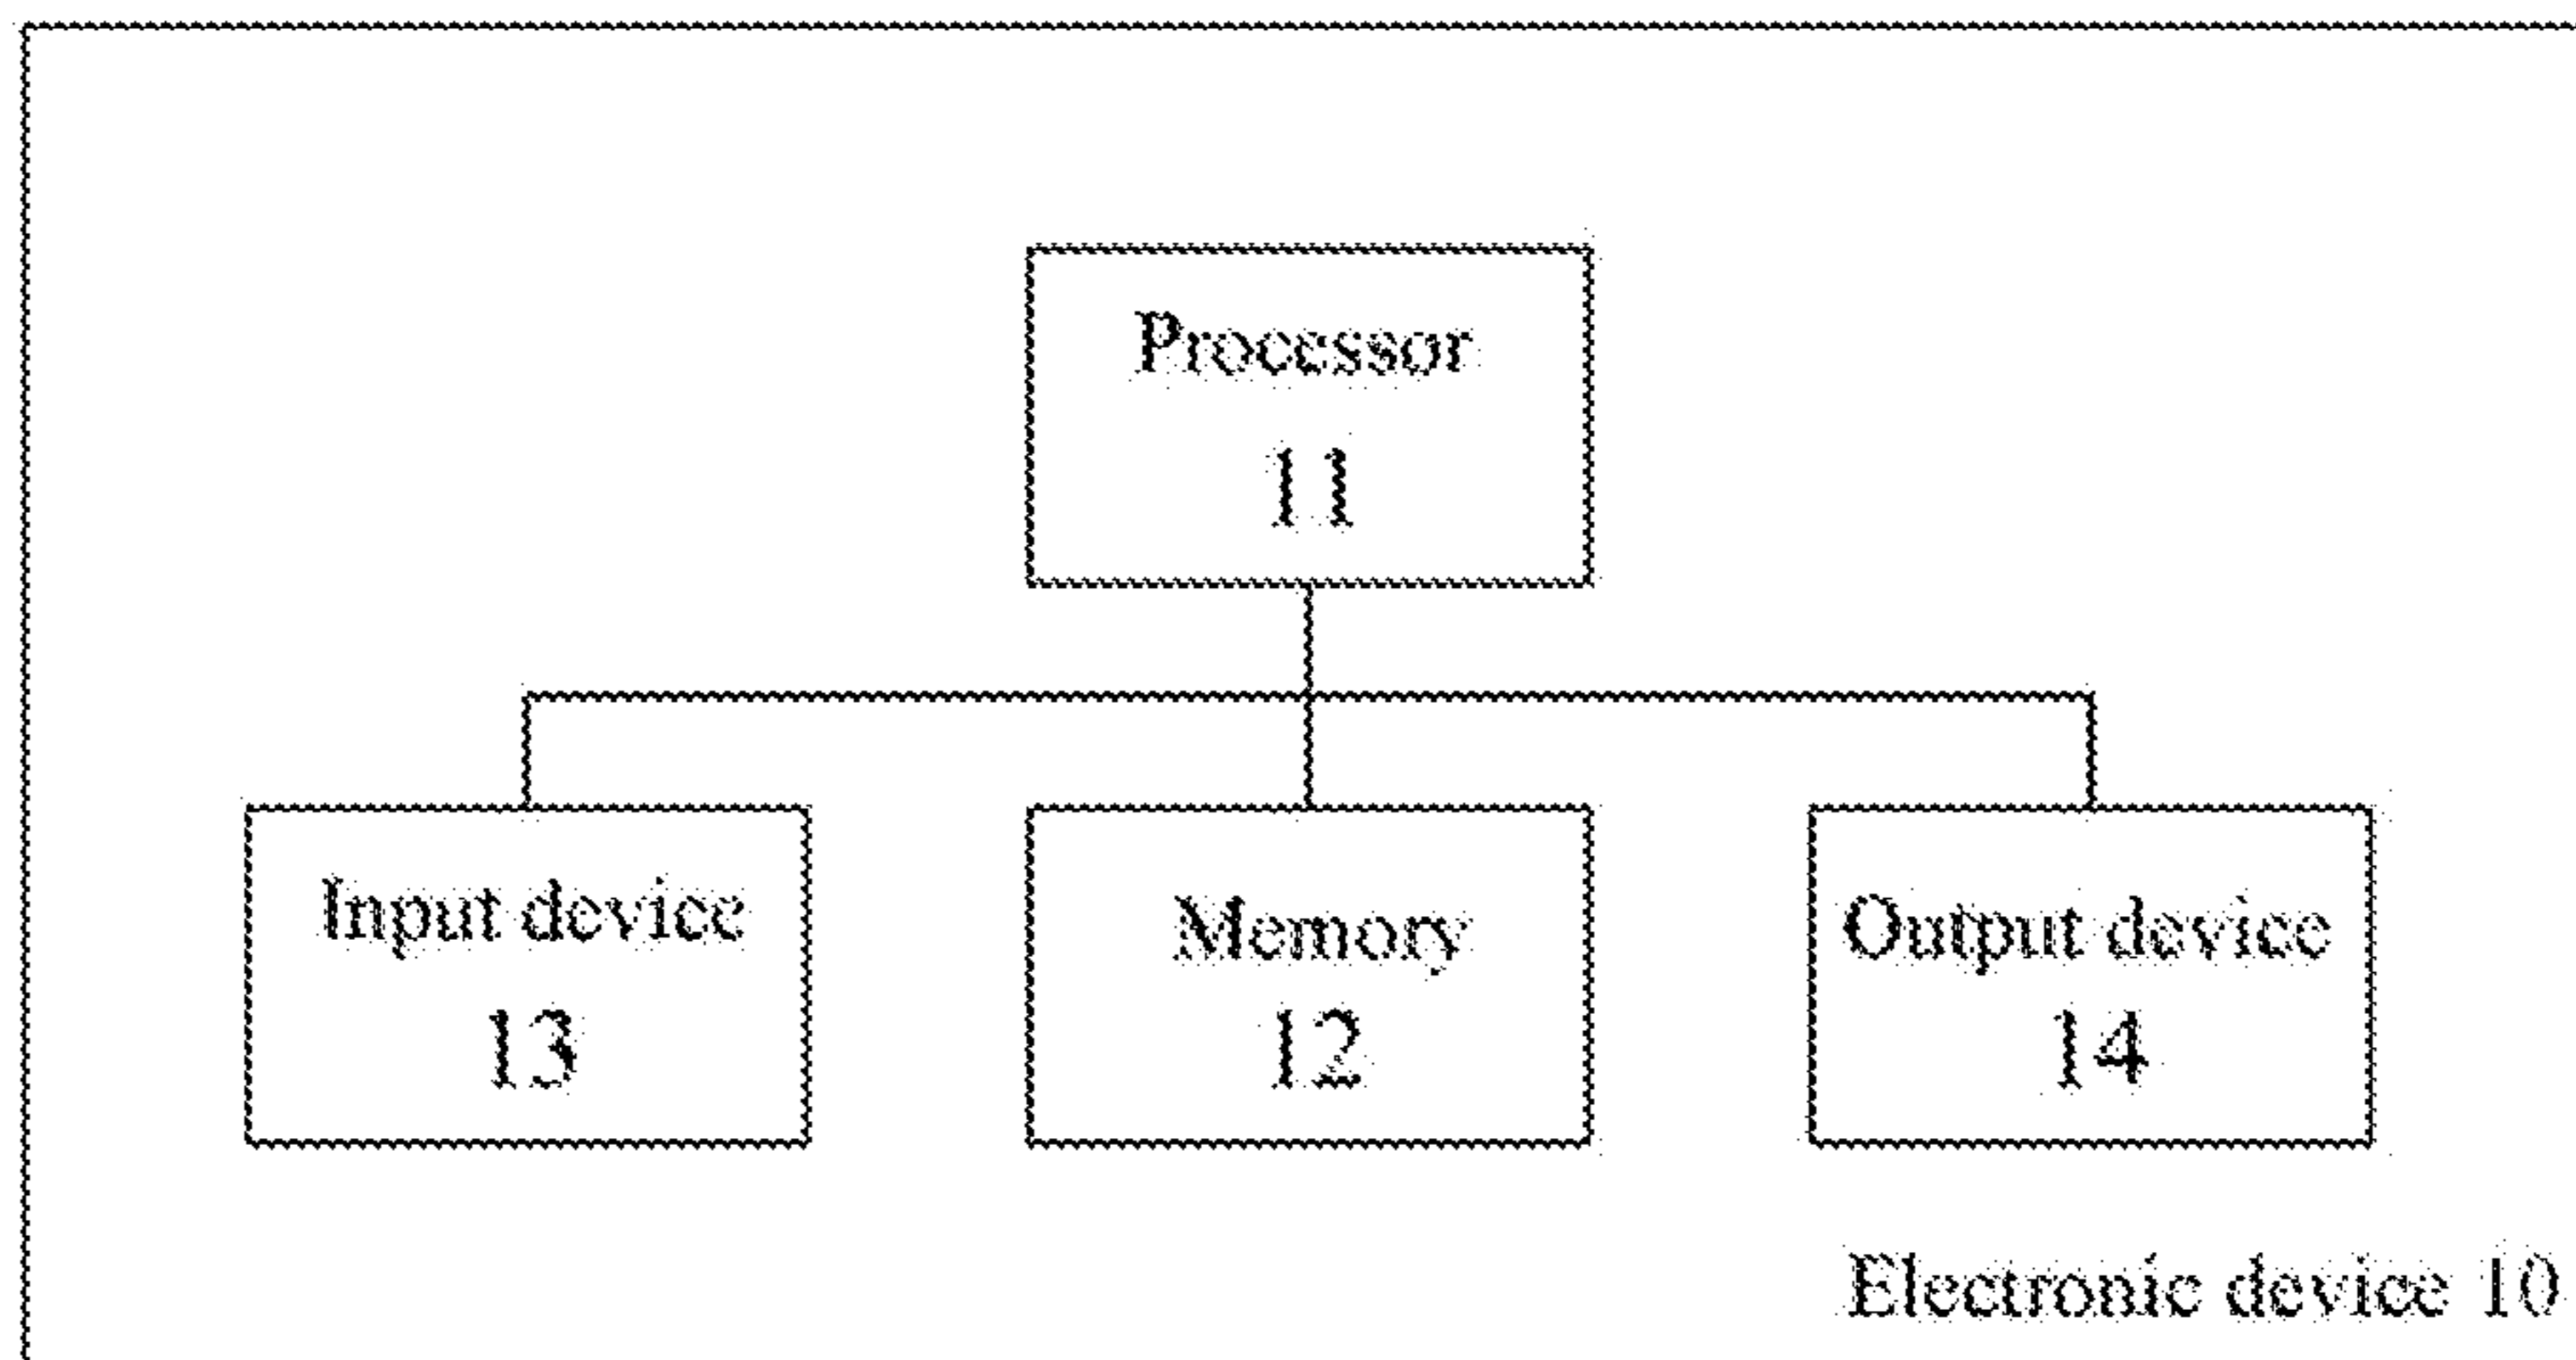 Processor
11
Input device
13
Memory
12
Output device
14
Electronic device 10